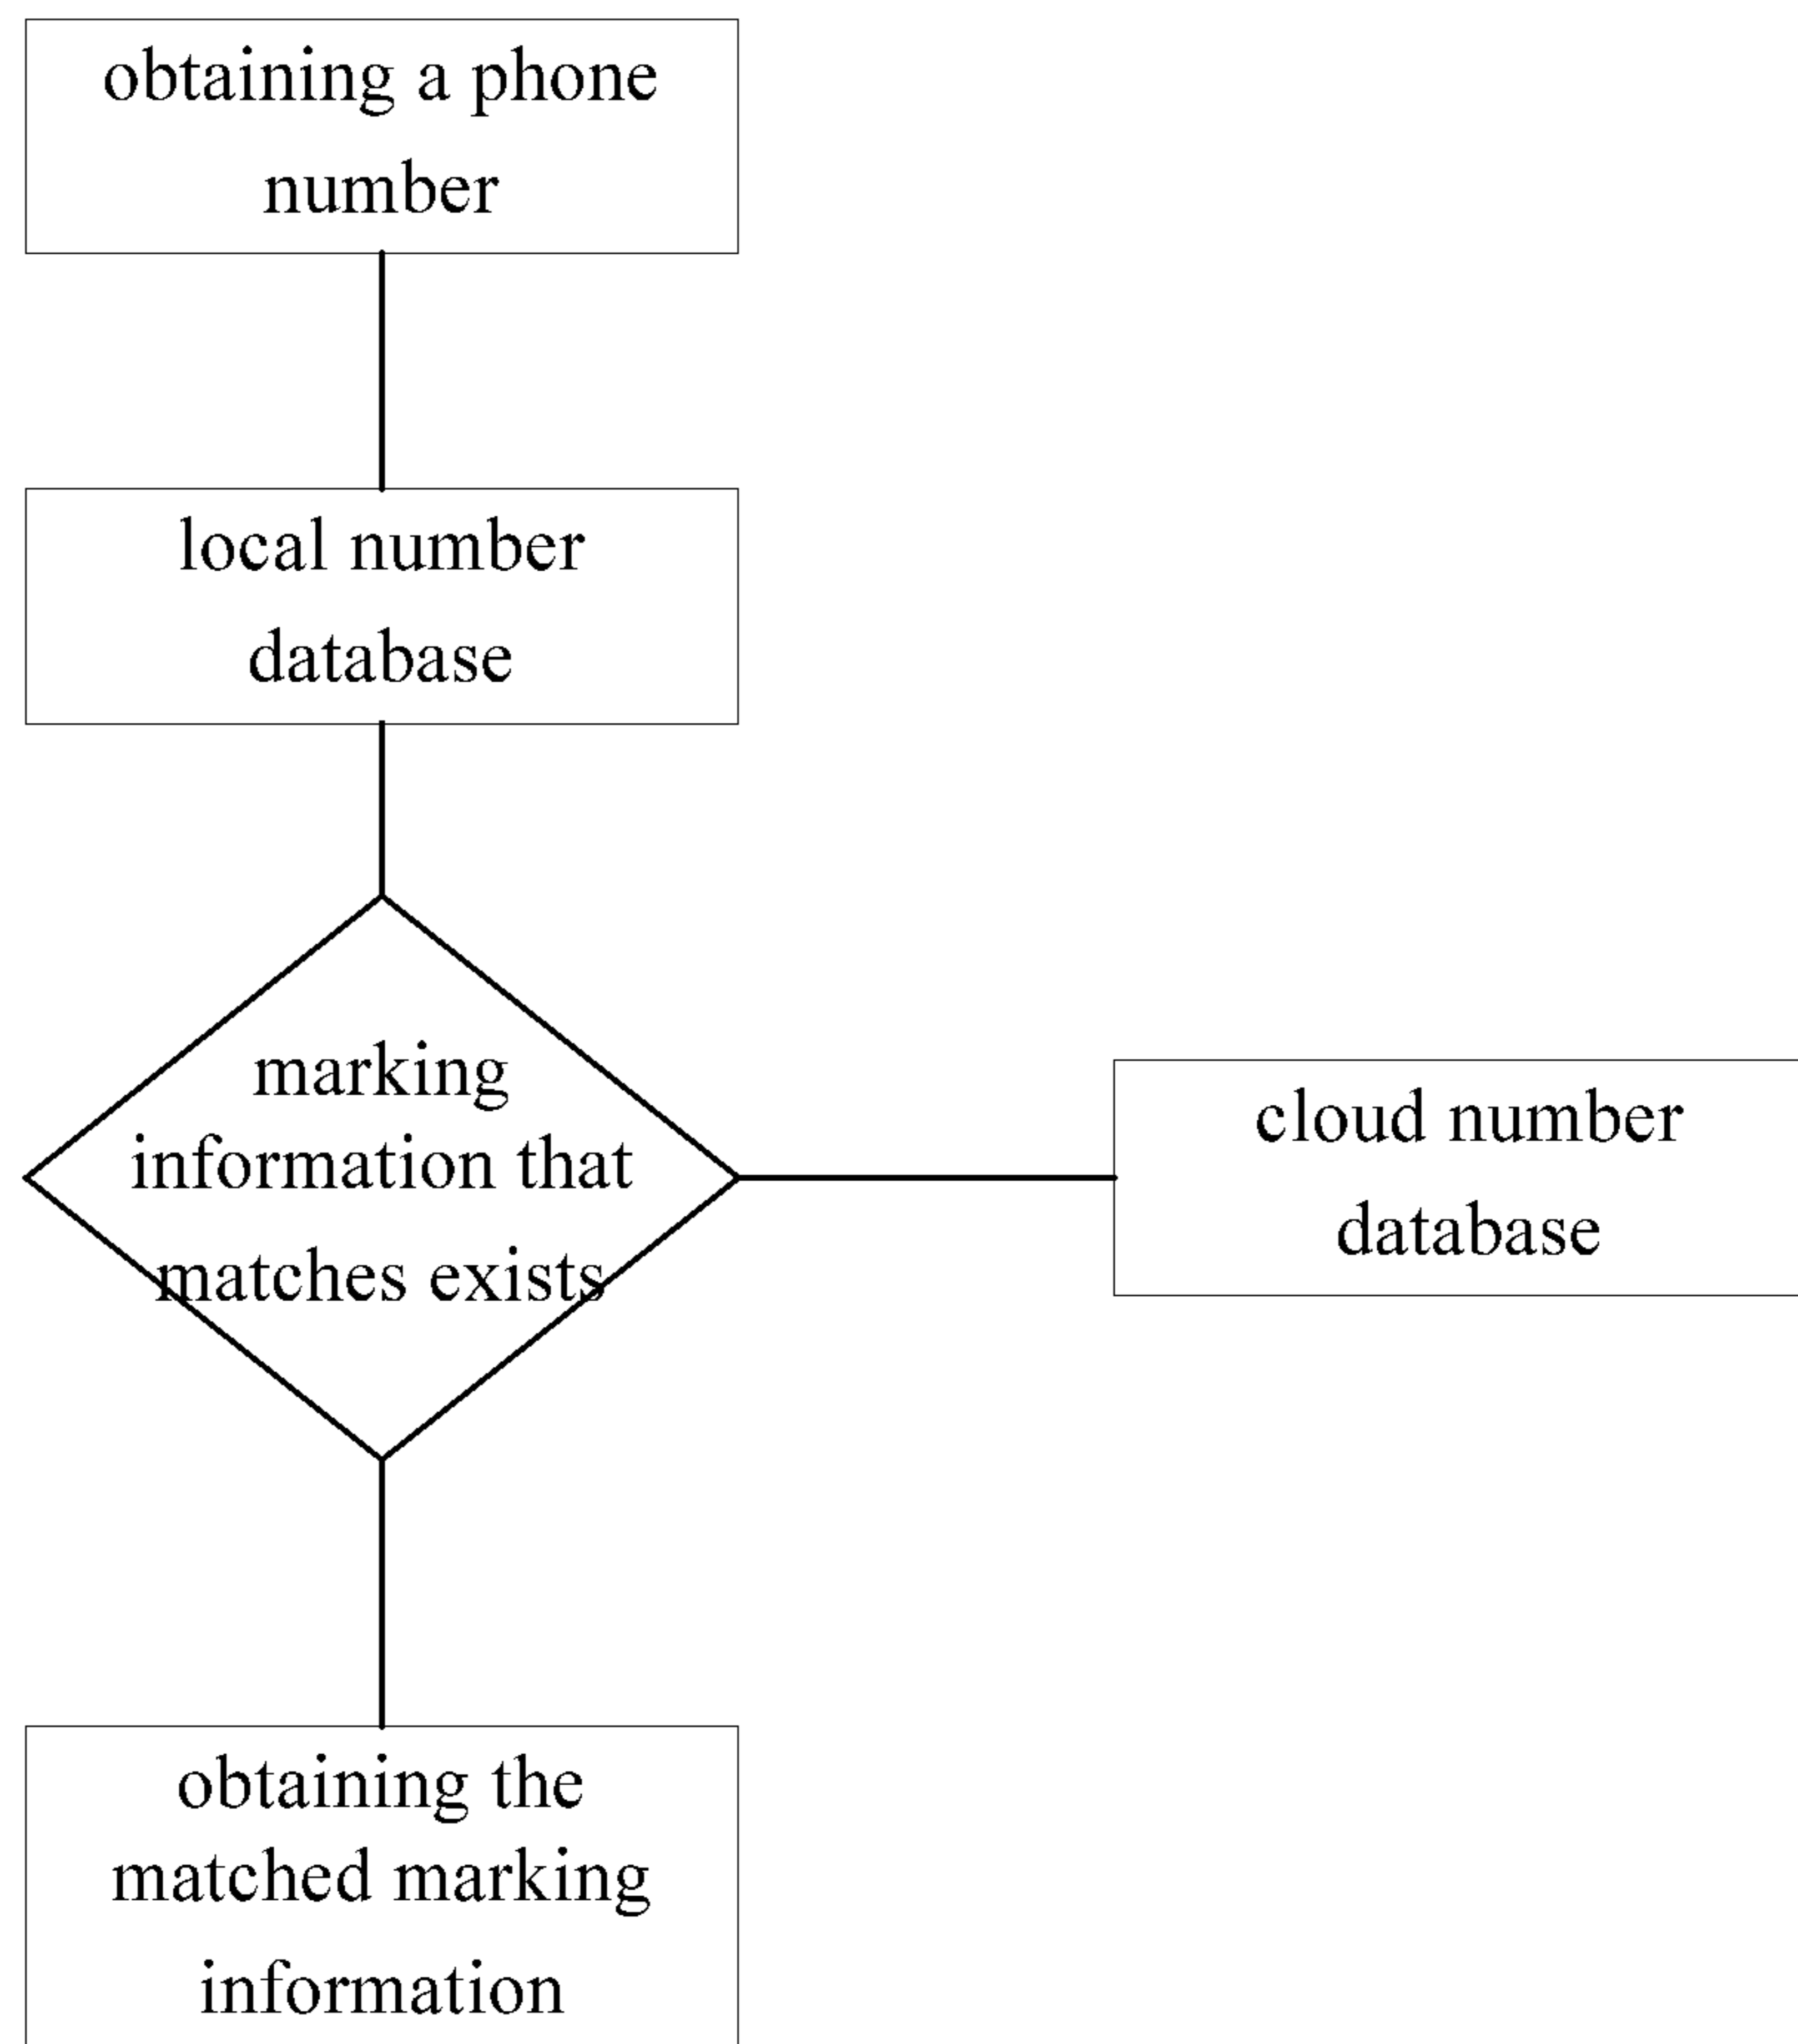 obtaining a phone
number
local number
database
marking
information that
matches exists
cloud number
database
obtaining the
matched marking
information